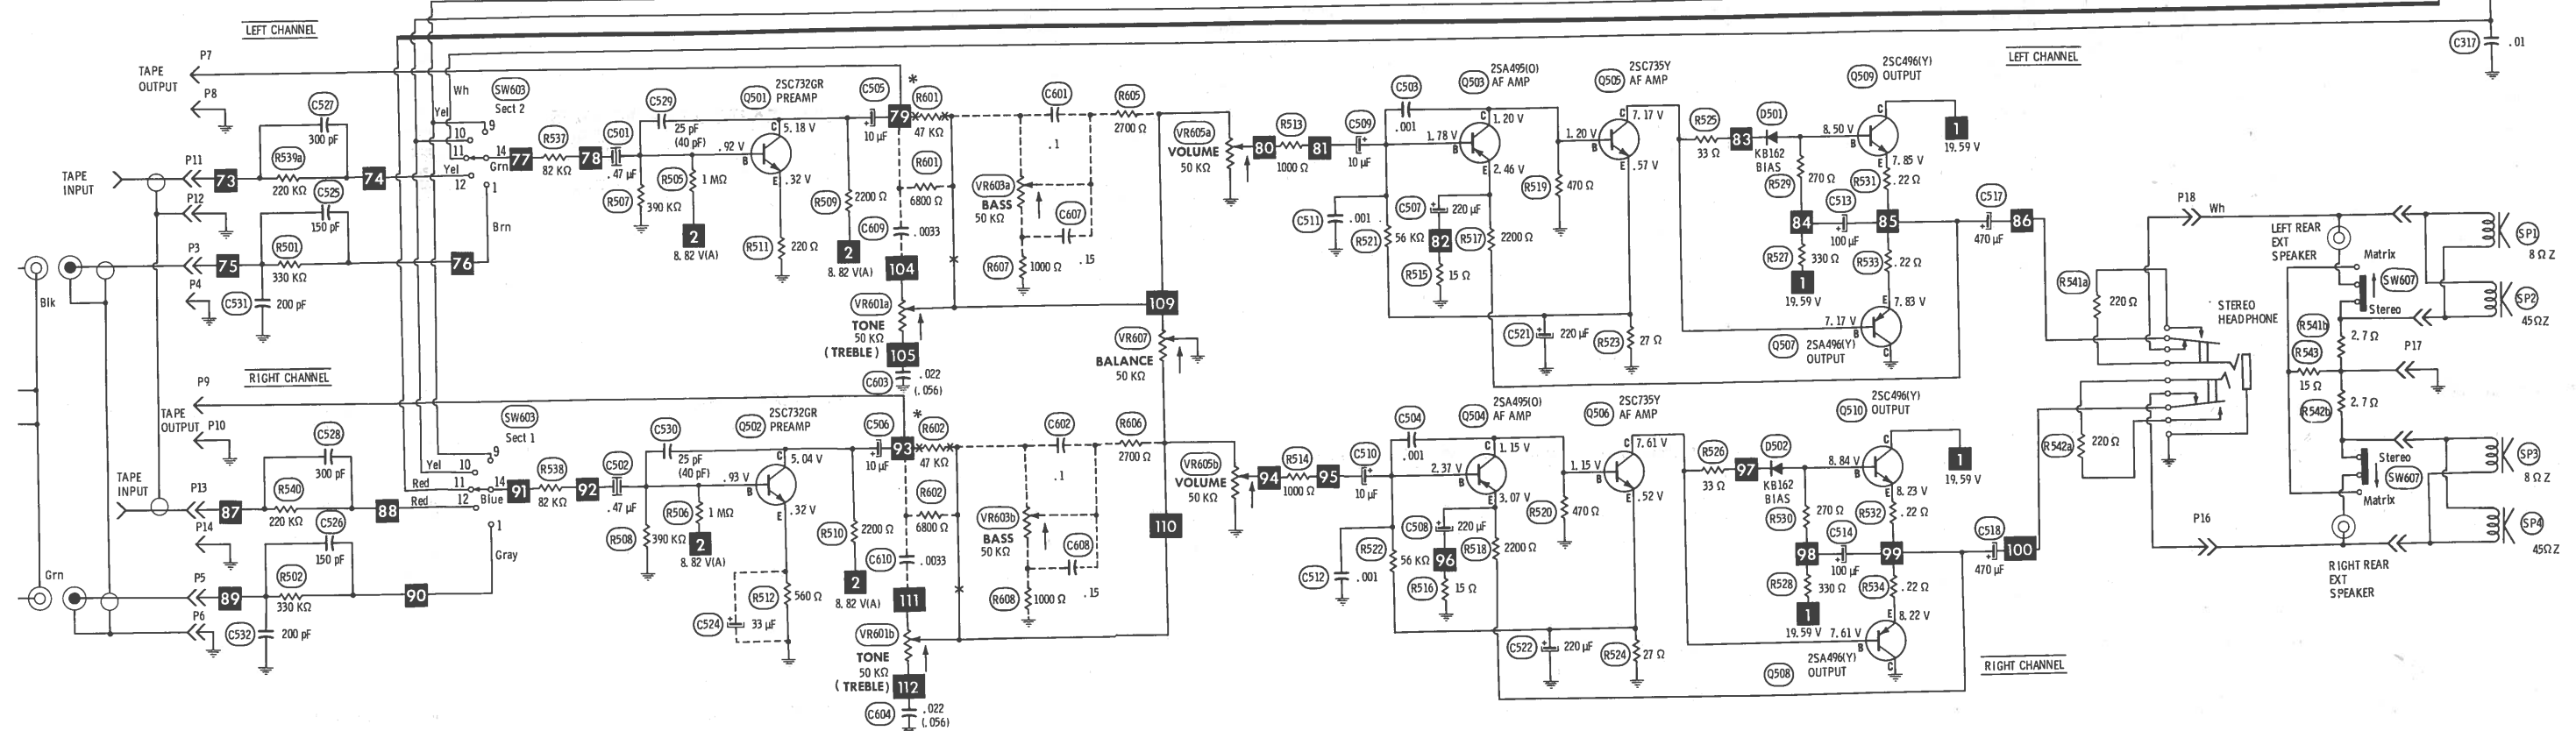 LEFT CHANNEL
P7
TAPE
OUTPUT
P8
C527
300 pF
P11
73
R539a
220 KΩ
74
TAPE
INPUT
P12
C525
150 pF
P3
75
R501
330 KΩ
76
P4
C531
200 pF
Blk
Wh
Yel
9
10
11
14
Grn
Yel
12
1
Brn
SW603
Sect 2
77
R537
82 KΩ
78
C501
.47 µF
C529
25 pF
(40 pF)
R507
390 KΩ
R505
1 MΩ
2
8.82 V(A)
Q501
2SC732GR
PREAMP
C
5.18 V
.92 V
B
E
.32 V
R511
220 Ω
R509
2200 Ω
2
8.82 V(A)
C505
10 µF
79
*
R601
47 KΩ
R601
6800 Ω
C609
.0033
104
VR601a
TONE
50 KΩ
(TREBLE)
105
C603
.022
(.056)
C601
.1
VR603a
BASS
50 KΩ
C607
.15
R607
1000 Ω
R605
2700 Ω
109
VR607
BALANCE
50 KΩ
VR605a
VOLUME
50 KΩ
80
R513
1000 Ω
81
C509
10 µF
C503
.001
C511
.001
R521
56 KΩ
Q503
2SA495(O)
AF AMP
C
1.20 V
1.78 V
B
E
2.46 V
C507
220 µF
82
R515
15 Ω
R517
2200 Ω
R519
470 Ω
Q505
2SC735Y
AF AMP
C
7.17 V
1.20 V
B
E
.57 V
C521
220 µF
R523
27 Ω
R525
33 Ω
83
D501
KB162
BIAS
R529
270 Ω
84
C513
100 µF
85
R527
330 Ω
1
19.59 V
Q509
2SC496(Y)
OUTPUT
C
8.50 V
B
E
7.85 V
R531
.22 Ω
R533
.22 Ω
E
7.83 V
7.17 V
B
C
Q507
2SA496(Y)
OUTPUT
1
19.59 V
LEFT CHANNEL
C517
470 µF
86
C317
.01
P18
Wh
LEFT REAR
EXT
SPEAKER
Matrix
SW607
Stereo
SP1
8 Ω Z
SP2
45Ω Z
R541a
220 Ω
STEREO
HEADPHONE
R541b
2.7 Ω
R543
15 Ω
P17
R542b
2.7 Ω
R542a
220 Ω
Stereo
SW607
Matrix
SP3
8 Ω Z
SP4
45Ω Z
P16
RIGHT REAR
EXT
SPEAKER
RIGHT CHANNEL
P9
TAPE
OUTPUT
P10
C528
300 pF
TAPE
INPUT
P13
87
R540
220 KΩ
88
P14
C526
150 pF
Grn
P5
89
R502
330 KΩ
90
P6
C532
200 pF
SW603
Sect 1
9
Yel
10
Red
11
14
Red
12
Blue
1
Gray
91
R538
82 KΩ
92
C502
.47 µF
C530
25 pF
(40 pF)
R508
390 KΩ
R506
1 MΩ
2
8.82 V(A)
Q502
2SC732GR
PREAMP
C
5.04 V
.93 V
B
E
.32 V
R512
560 Ω
C524
33 µF
R510
2200 Ω
2
8.82 V(A)
C506
10 µF
93
*
R602
47 KΩ
R602
6800 Ω
C610
.0033
111
VR601b
TONE
50 KΩ
(TREBLE)
112
C604
.022
(.056)
C602
.1
VR603b
BASS
50 KΩ
C608
.15
R608
1000 Ω
R606
2700 Ω
110
VR605b
VOLUME
50 KΩ
94
R514
1000 Ω
95
C510
10 µF
C504
.001
C512
.001
R522
56 KΩ
Q504
2SA495(O)
AF AMP
C
1.15 V
2.37 V
B
E
3.07 V
C508
220 µF
96
R516
15 Ω
R518
2200 Ω
R520
470 Ω
Q506
2SC735Y
AF AMP
C
7.61 V
1.15 V
B
E
.52 V
C522
220 µF
R524
27 Ω
R526
33 Ω
97
D502
KB162
BIAS
R530
270 Ω
98
C514
100 µF
99
R528
330 Ω
1
19.59 V
Q510
2SC496(Y)
OUTPUT
C
8.84 V
B
E
8.23 V
R532
.22 Ω
R534
.22 Ω
E
8.22 V
7.61 V
B
C
Q508
2SA496(Y)
OUTPUT
1
19.59 V
C518
470 µF
100
RIGHT CHANNEL